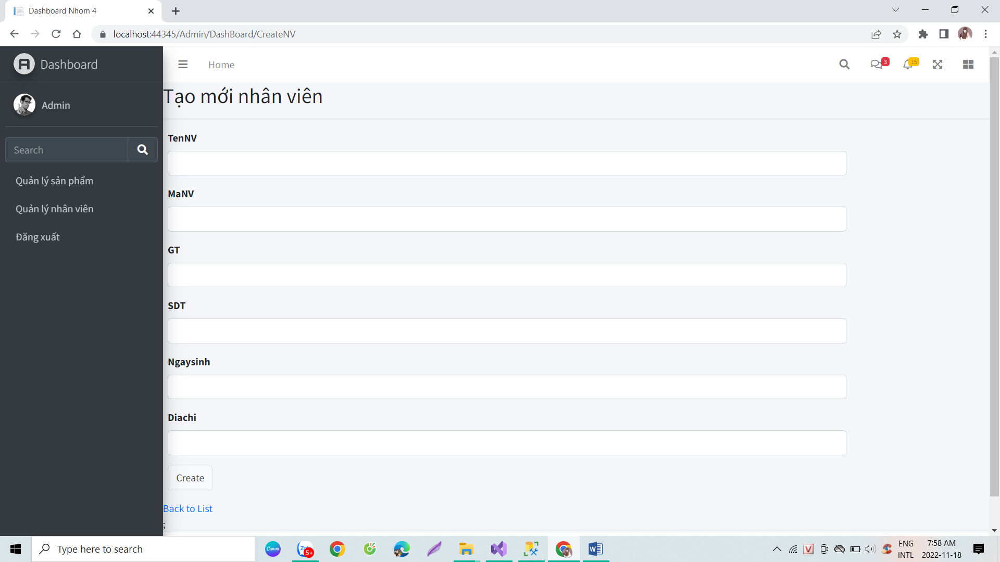 Dashboard Nhom 4
localhost:44345/Admin/DashBoard/CreateNV
Dashboard
Home
3
15
Admin
Search
Quản lý sản phẩm
Quản lý nhân viên
Đăng xuất
Tạo mới nhân viên
TenNV
MaNV
GT
SDT
Ngaysinh
Diachi
Create
Back to List
;
Type here to search
Canva
5+
ENG
INTL
7:58 AM
2022-11-18